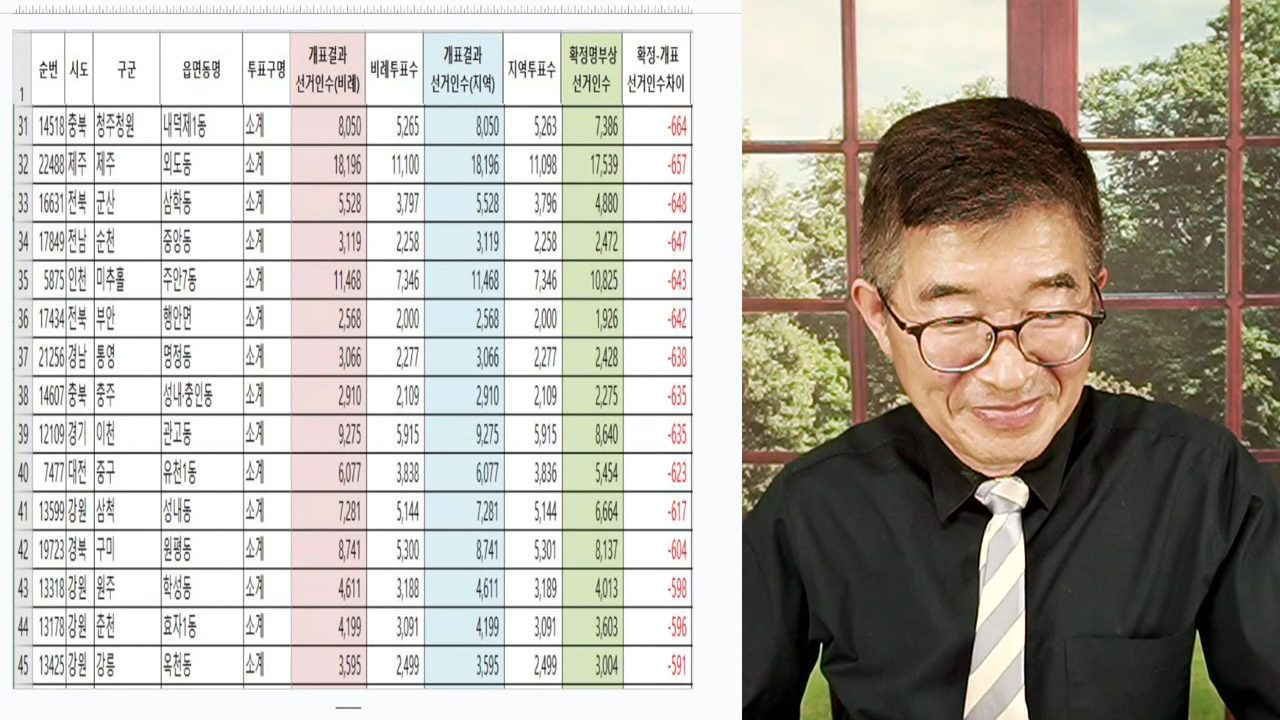 1 순번 시도 구군 읍면동명 투표구명 개표결과 선거인수(비례) 비례투표수 개표결과 선거인수(지역) 지역투표수 확정명부상 선거인수 확정-개표 선거인수차이
31 14518 충북 청주청원 내덕제1동 소계 8,050 5,265 8,050 5,263 7,386 -664
32 22488 제주 제주 외도동 소계 18,196 11,100 18,196 11,098 17,539 -657
33 16631 전북 군산 삼학동 소계 5,528 3,797 5,528 3,796 4,880 -648
34 17849 전남 순천 중앙동 소계 3,119 2,258 3,119 2,258 2,472 -647
35 5875 인천 미추홀 주안7동 소계 11,468 7,346 11,468 7,346 10,825 -643
36 17434 전북 부안 행안면 소계 2,568 2,000 2,568 2,000 1,926 -642
37 21256 경남 통영 명정동 소계 3,066 2,277 3,066 2,277 2,428 -638
38 14607 충북 충주 성내·충인동 소계 2,910 2,109 2,910 2,109 2,275 -635
39 12109 경기 이천 관고동 소계 9,275 5,915 9,275 5,915 8,640 -635
40 7477 대전 중구 유천1동 소계 6,077 3,838 6,077 3,836 5,454 -623
41 13599 강원 삼척 성내동 소계 7,281 5,144 7,281 5,144 6,664 -617
42 19723 경북 구미 원평동 소계 8,741 5,300 8,741 5,301 8,137 -604
43 13318 강원 원주 학성동 소계 4,611 3,188 4,611 3,189 4,013 -598
44 13178 강원 춘천 효자1동 소계 4,199 3,091 4,199 3,091 3,603 -596
45 13425 강원 강릉 옥천동 소계 3,595 2,499 3,595 2,499 3,004 -591